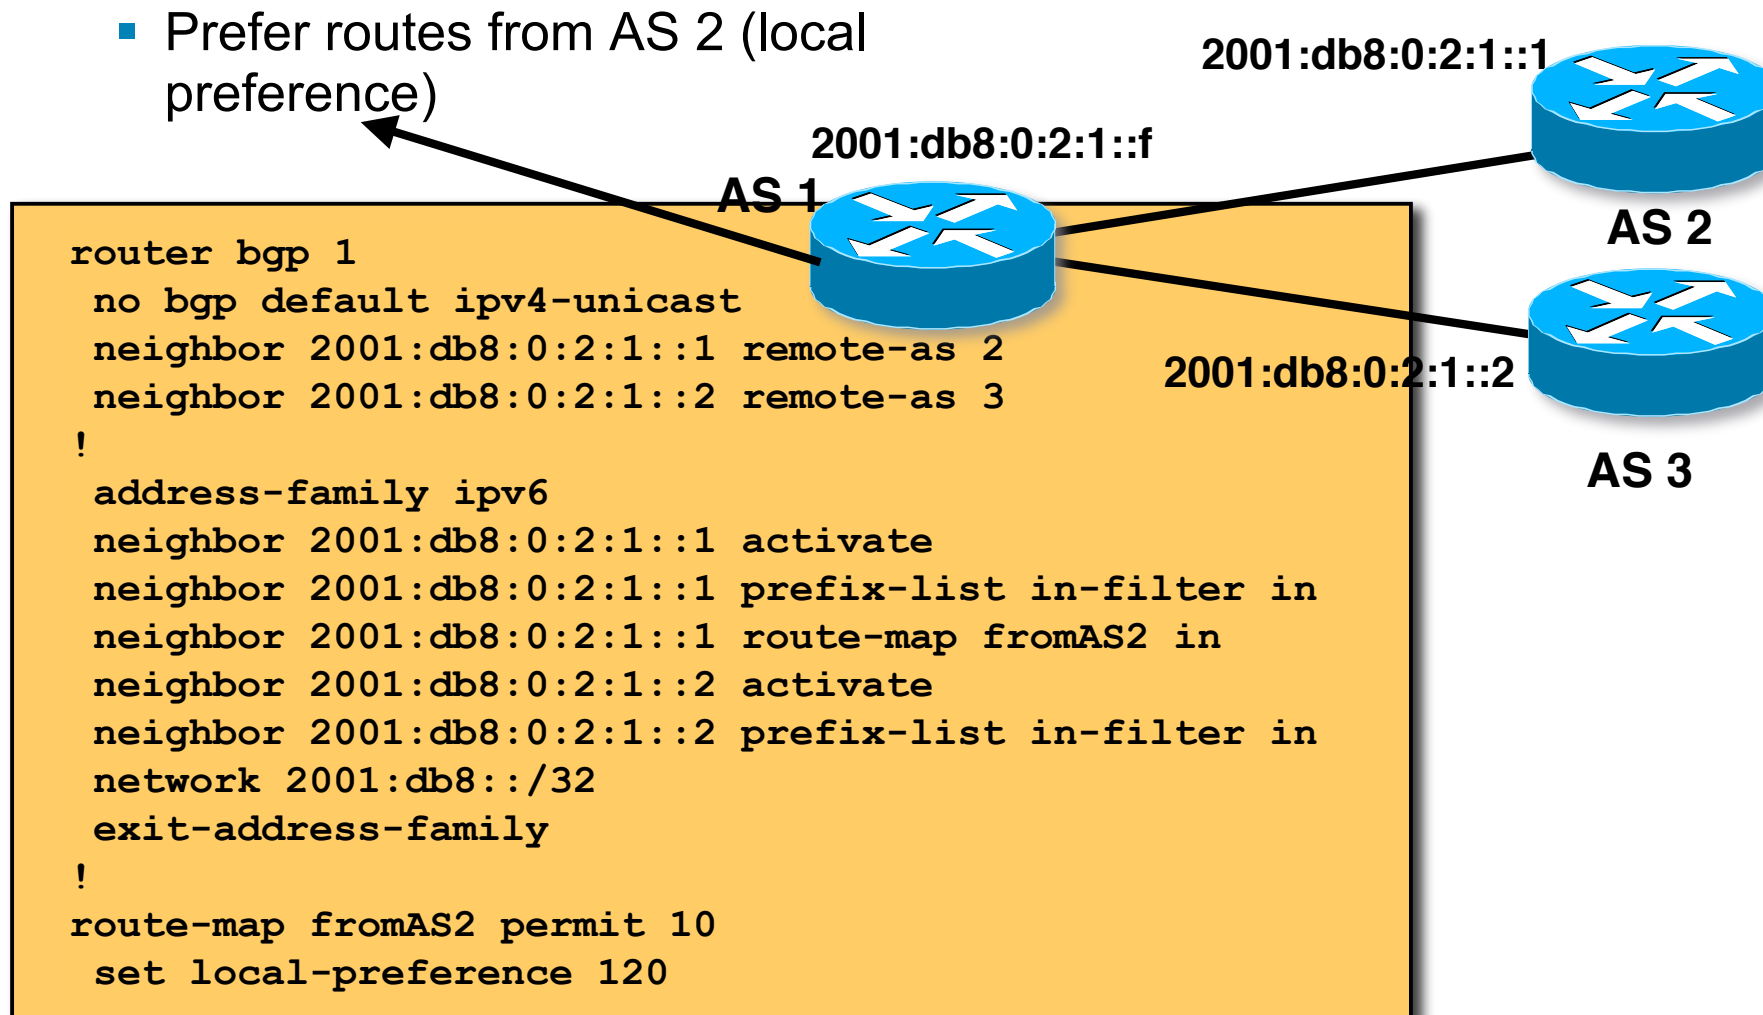 Prefer routes from AS 2 (local
preference)
2001:db8:0:2:1::1
2001:db8:0:2:1::f
AS 1
AS 2
2001:db8:0:2:1::2
AS 3
router bgp 1
no bgp default ipv4-unicast
neighbor 2001:db8:0:2:1::1 remote-as 2
neighbor 2001:db8:0:2:1::2 remote-as 3
!
address-family ipv6
neighbor 2001:db8:0:2:1::1 activate
neighbor 2001:db8:0:2:1::1 prefix-list in-filter in
neighbor 2001:db8:0:2:1::1 route-map fromAS2 in
neighbor 2001:db8:0:2:1::2 activate
neighbor 2001:db8:0:2:1::2 prefix-list in-filter in
network 2001:db8::/32
exit-address-family
!
route-map fromAS2 permit 10
set local-preference 120